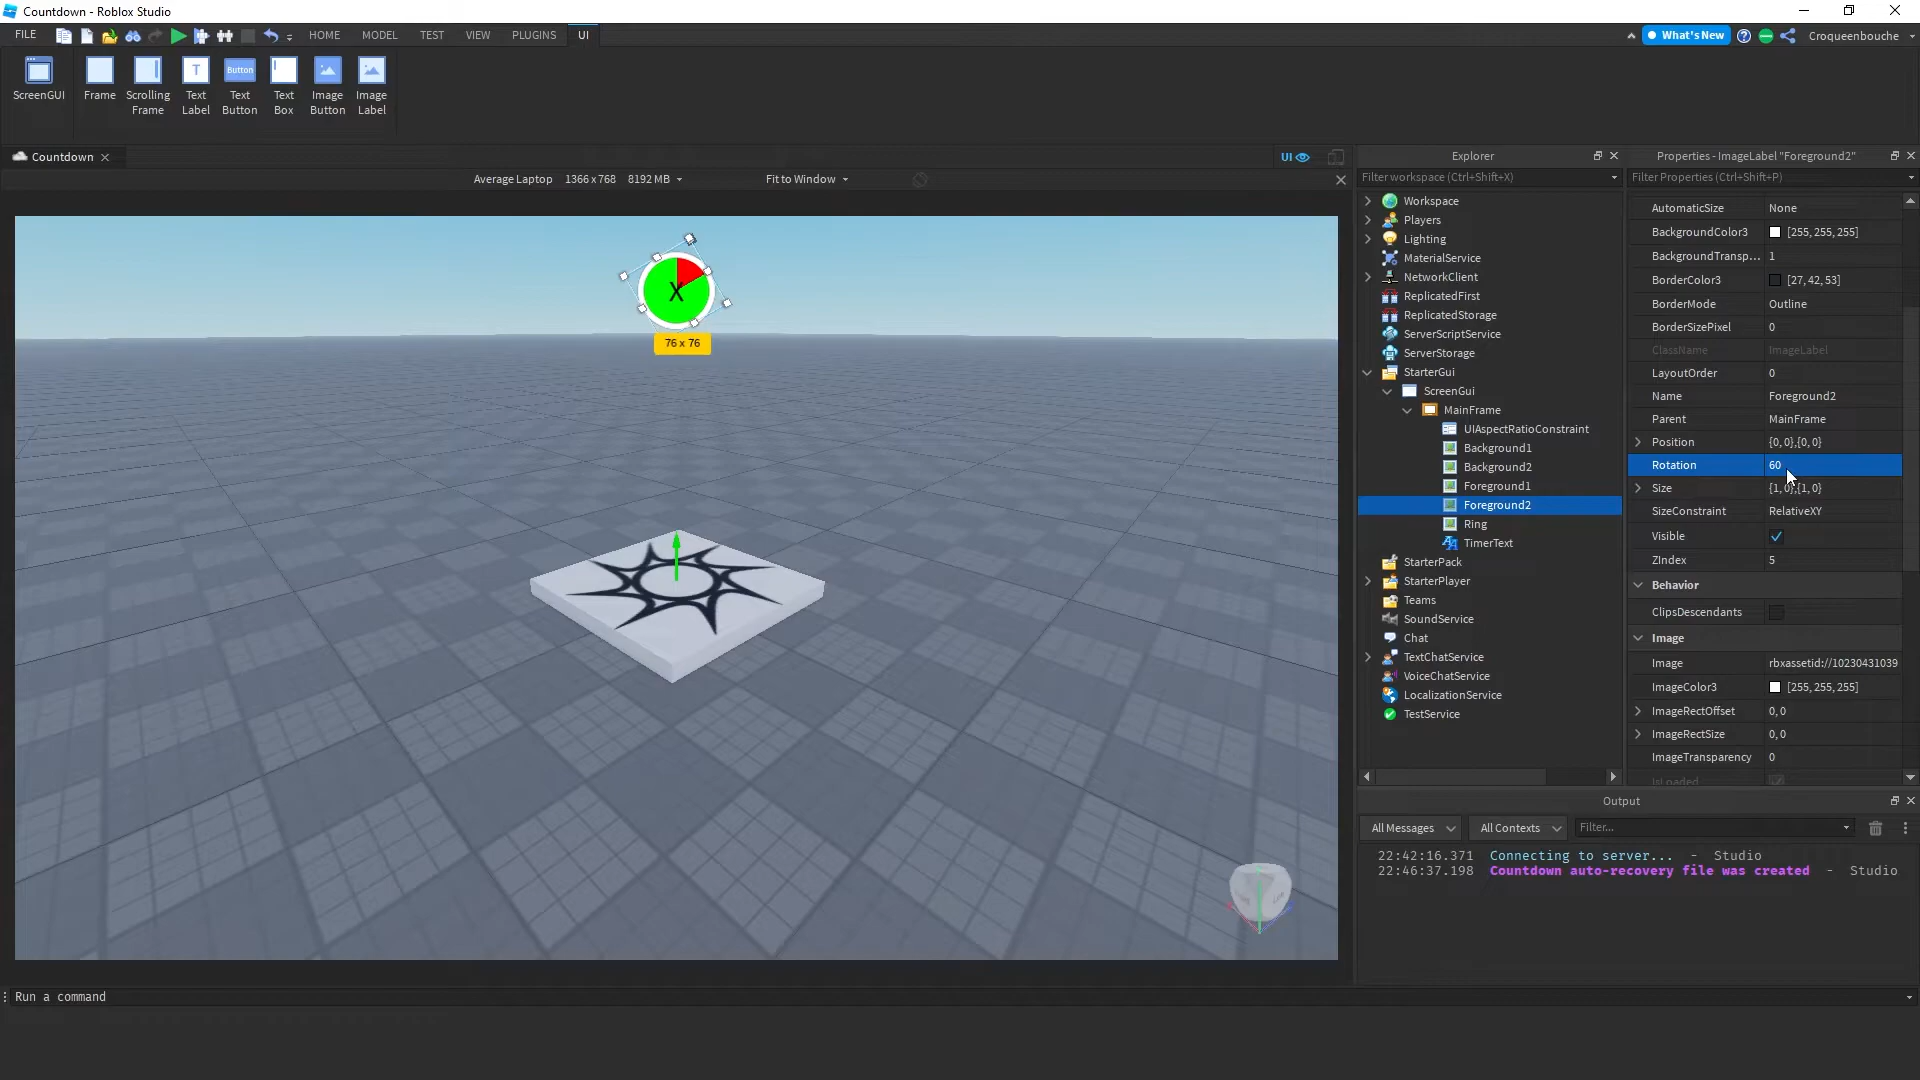 Countdown - Roblox Studio
FILE HOME MODEL TEST VIEW PLUGINS UI What's New Croqueenbouche
ScreenGUI Frame Scrolling Frame Text Label Text Button Button Text Box Image Button Image Label
Countdown UI
Average Laptop 1366 x 768 8192 MB Fit to Window
X
76 x 76
Explorer
Filter workspace (Ctrl+Shift+X)
Workspace
Players
Lighting
MaterialService
NetworkClient
ReplicatedFirst
ReplicatedStorage
ServerScriptService
ServerStorage
StarterGui
ScreenGui
MainFrame
UIAspectRatioConstraint
Background1
Background2
Foreground1
Foreground2
Ring
TimerText
StarterPack
StarterPlayer
Teams
SoundService
Chat
TextChatService
VoiceChatService
LocalizationService
TestService
Properties - ImageLabel "Foreground2"
Filter Properties (Ctrl+Shift+P)
AutomaticSize None
BackgroundColor3 [255, 255, 255]
BackgroundTransp... 1
BorderColor3 [27, 42, 53]
BorderMode Outline
BorderSizePixel 0
ClassName ImageLabel
LayoutOrder 0
Name Foreground2
Parent MainFrame
Position {0, 0},{0, 0}
Rotation 60
Size {1, 0},{1, 0}
SizeConstraint RelativeXY
Visible
ZIndex 5
Behavior
ClipsDescendants
Image
Image rbxassetid://10230431039
ImageColor3 [255, 255, 255]
ImageRectOffset 0, 0
ImageRectSize 0, 0
ImageTransparency 0
IsLoaded
Output
All Messages All Contexts Filter...
22:42:16.371 Connecting to server... - Studio
22:46:37.198 Countdown auto-recovery file was created - Studio
Run a command